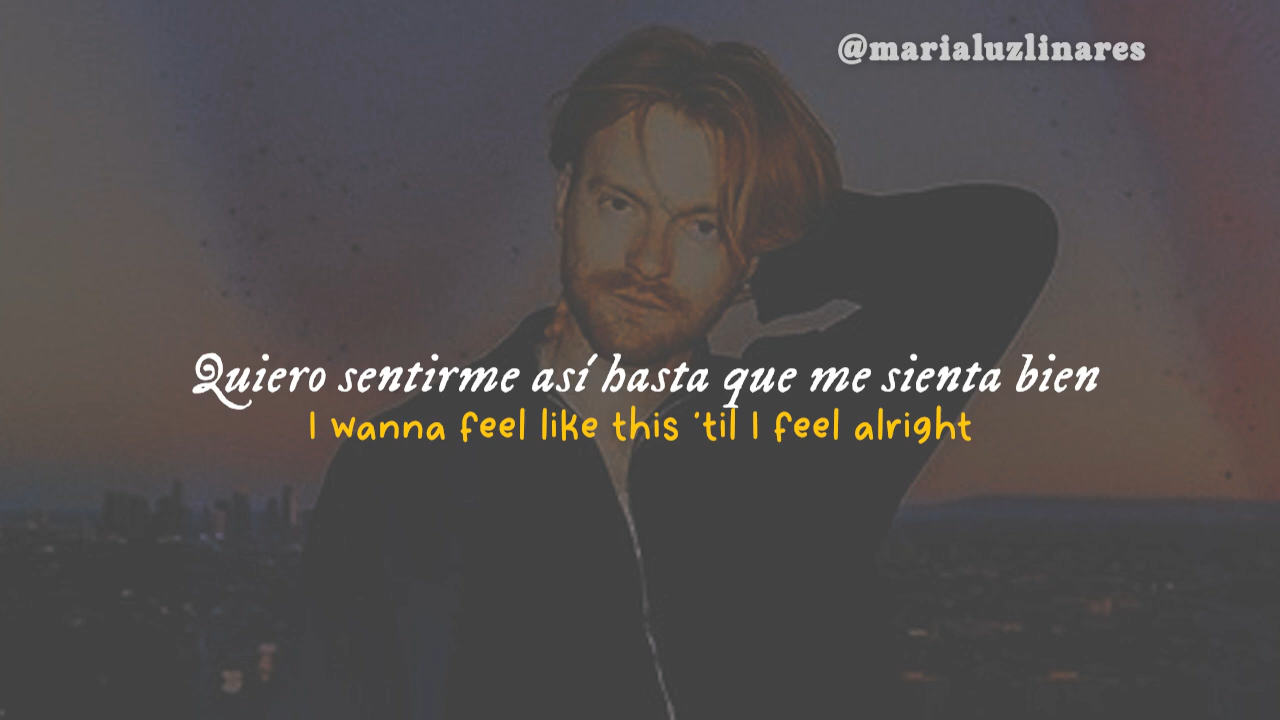 @marialuzlinares
Quiero sentirme así hasta que me sienta bien
I wanna feel like this 'til I feel alright